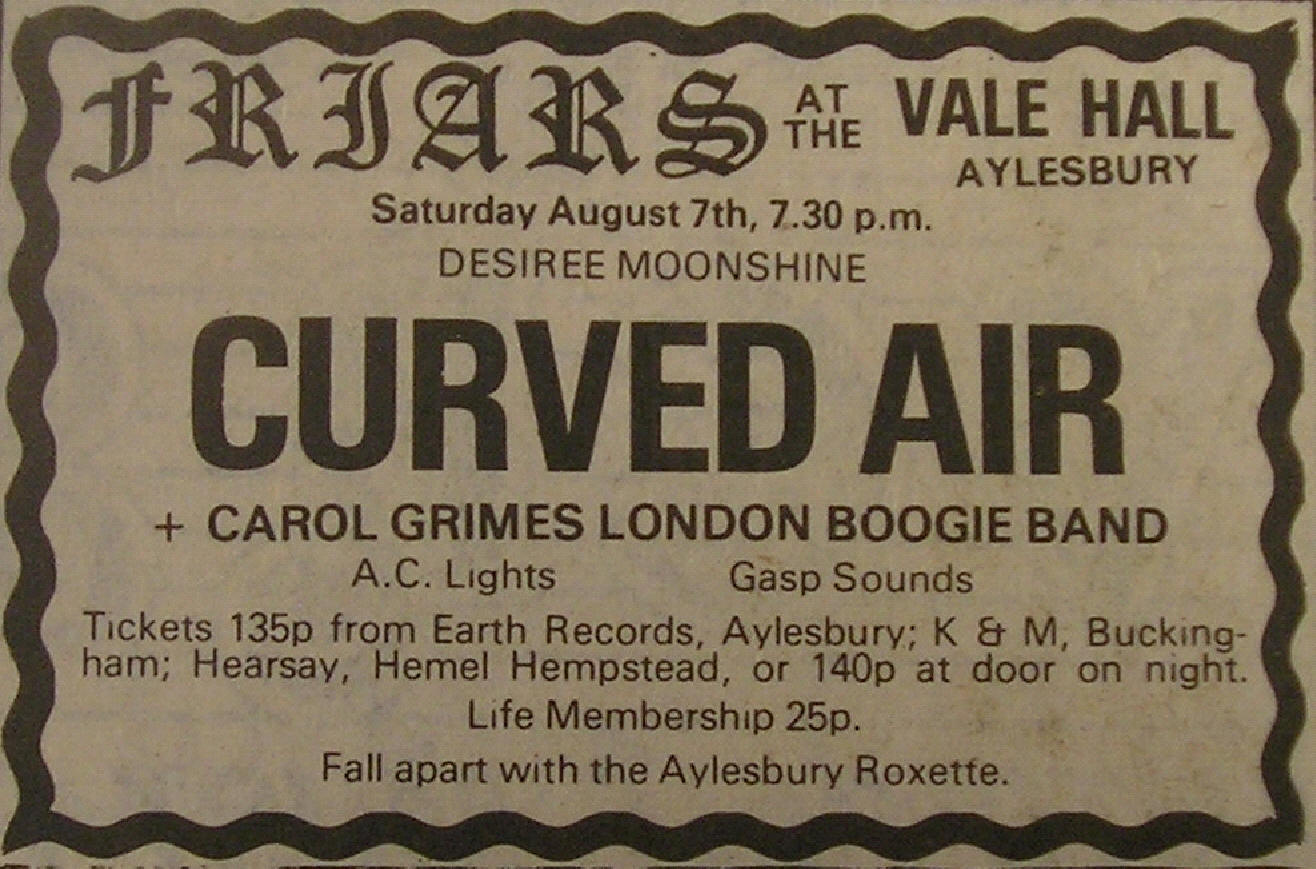 FRIARS AT THE VALE HALL
AYLESBURY
Saturday August 7th, 7.30 p.m.
DESIREE MOONSHINE
CURVED AIR
+ CAROL GRIMES LONDON BOOGIE BAND
A.C. Lights Gasp Sounds
Tickets 135p from Earth Records, Aylesbury; K & M, Bucking-
ham; Hearsay, Hemel Hempstead, or 140p at door on night.
Life Membership 25p.
Fall apart with the Aylesbury Roxette.